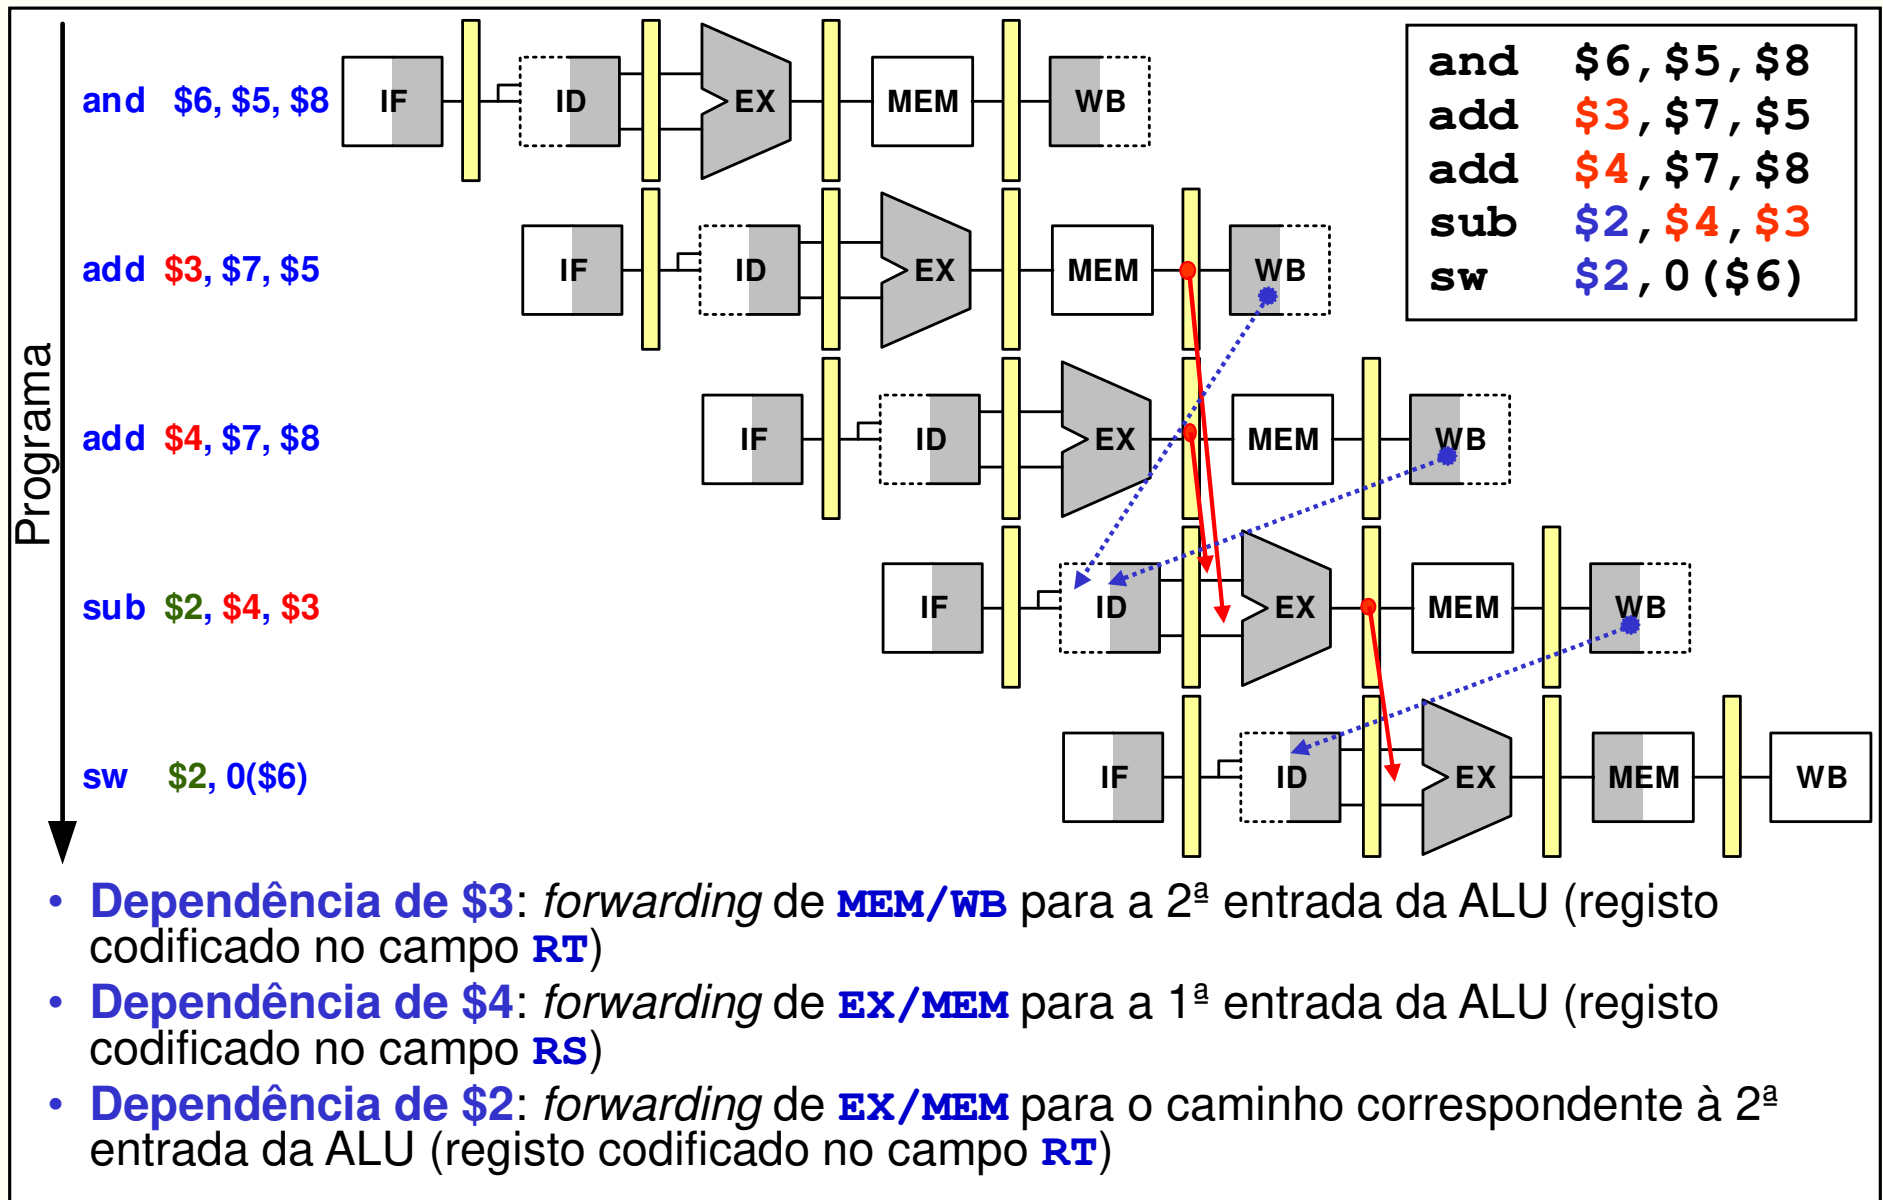 and $6, $5, $8 IF ID EX MEM WB
and $6,$5,$8
add $3,$7,$5
add $4,$7,$8
sub $2,$4,$3
sw $2,0($6)
add $3, $7, $5 IF ID EX MEM WB
Programa
add $4, $7, $8 IF ID EX MEM WB
sub $2, $4, $3 IF ID EX MEM WB
sw $2, 0($6) IF ID EX MEM WB
• Dependência de $3: forwarding de MEM/WB para a 2ª entrada da ALU (registo
codificado no campo RT)
• Dependência de $4: forwarding de EX/MEM para a 1ª entrada da ALU (registo
codificado no campo RS)
• Dependência de $2: forwarding de EX/MEM para o caminho correspondente à 2ª
entrada da ALU (registo codificado no campo RT)